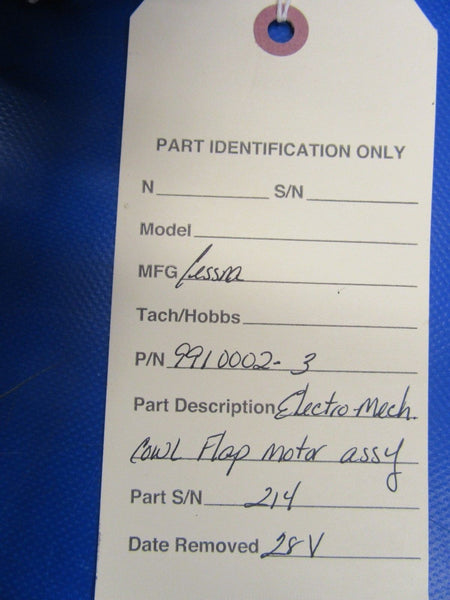 PART IDENTIFICATION ONLY
N S/N
Model
MFG Cessna
Tach/Hobbs
P/N 9910002-3
Part Description Electro-Mech.
Cowl Flap motor assy
Part S/N 214
Date Removed 28V